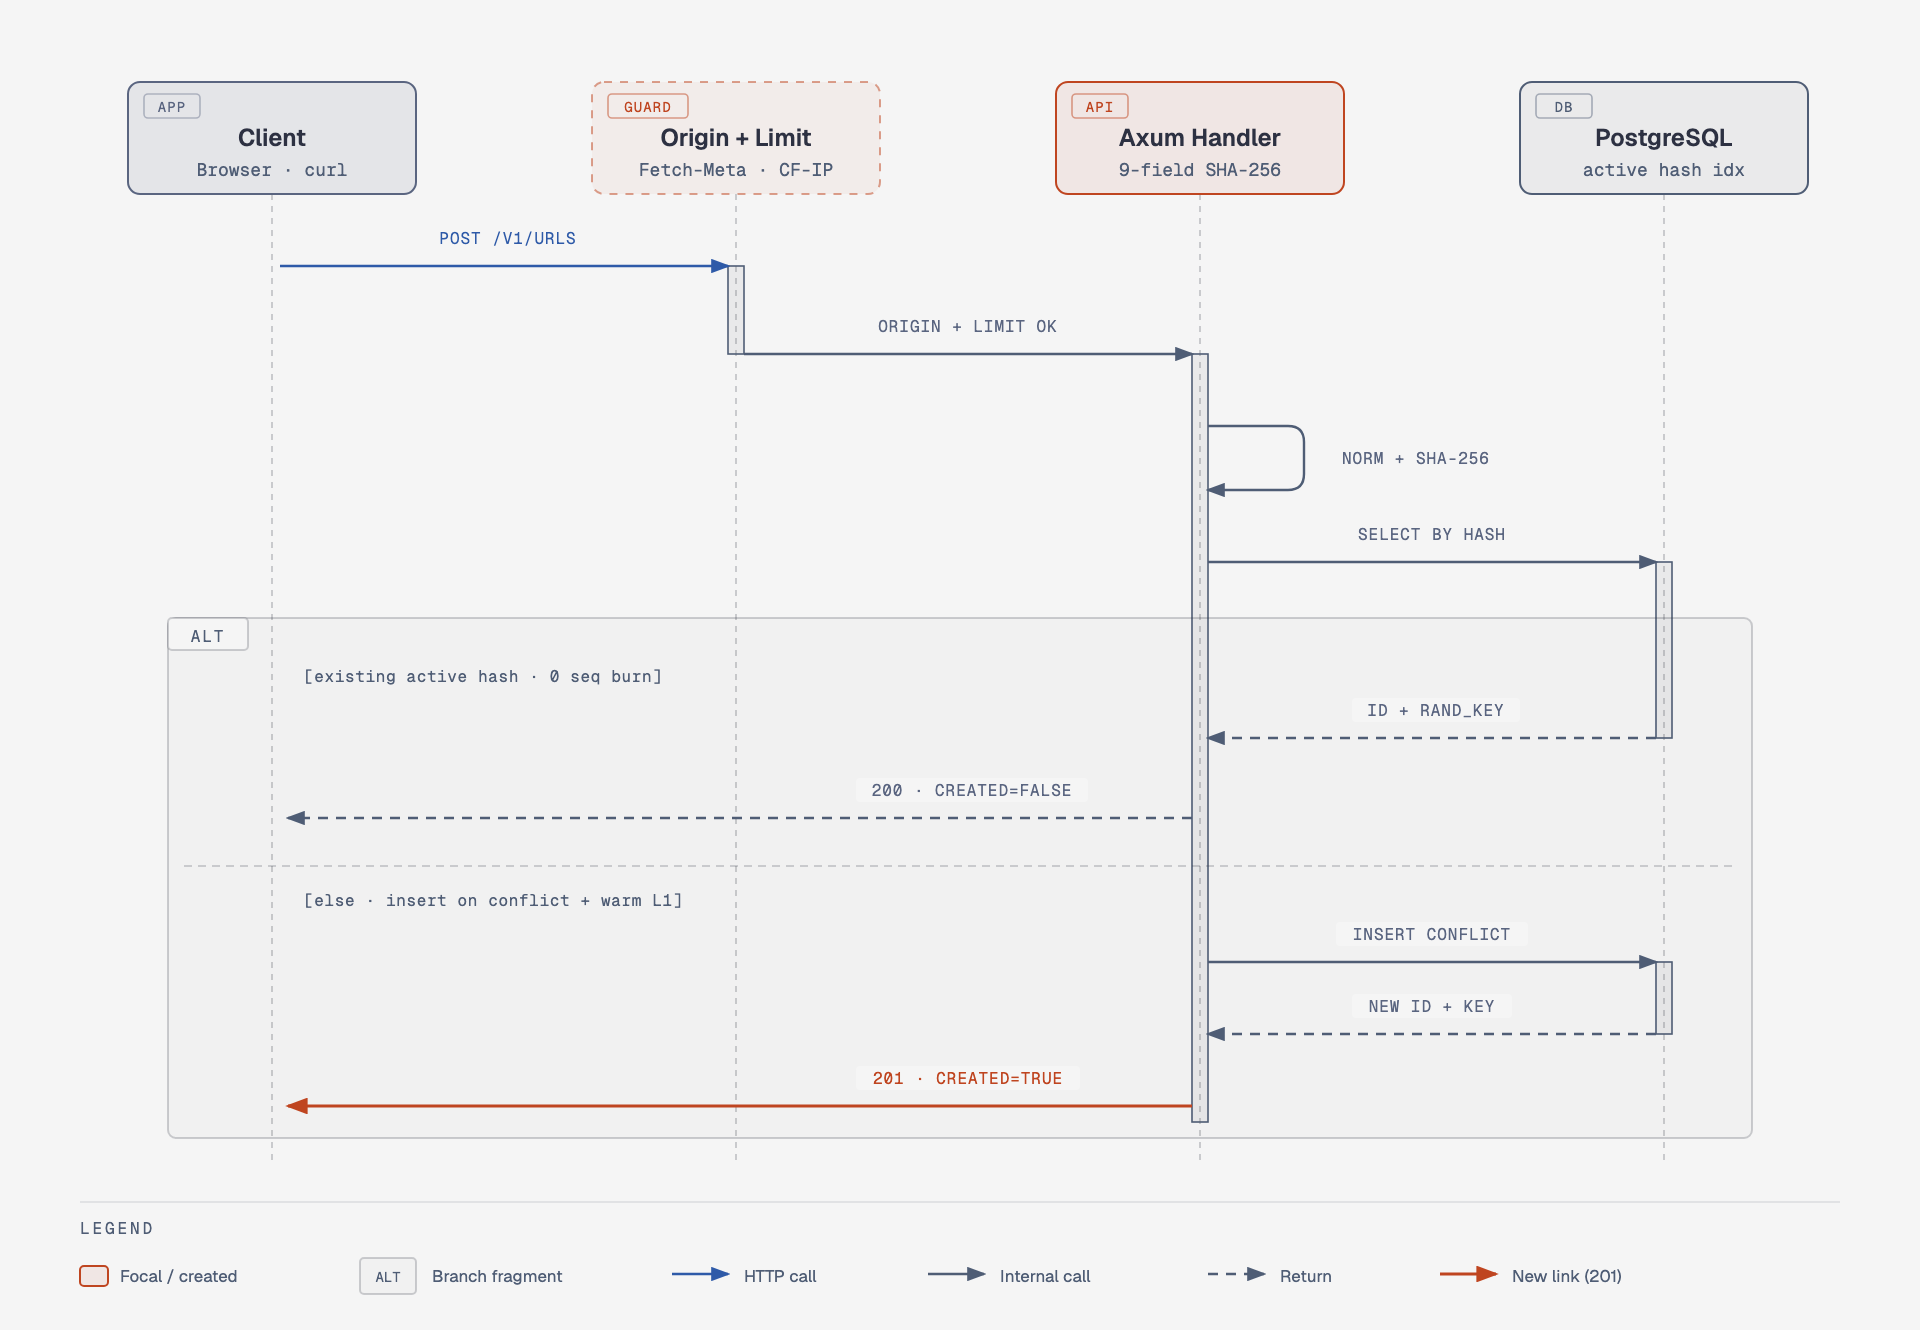 APP
Client
Browser · curl
GUARD
Origin + Limit
Fetch-Meta · CF-IP
API
Axum Handler
9-field SHA-256
DB
PostgreSQL
active hash idx
POST /V1/URLS
ORIGIN + LIMIT OK
NORM + SHA-256
SELECT BY HASH
ALT
[existing active hash · 0 seq burn]
ID + RAND_KEY
200 · CREATED=FALSE
[else · insert on conflict + warm L1]
INSERT CONFLICT
NEW ID + KEY
201 · CREATED=TRUE
LEGEND
Focal / created
ALT
Branch fragment
HTTP call
Internal call
Return
New link (201)